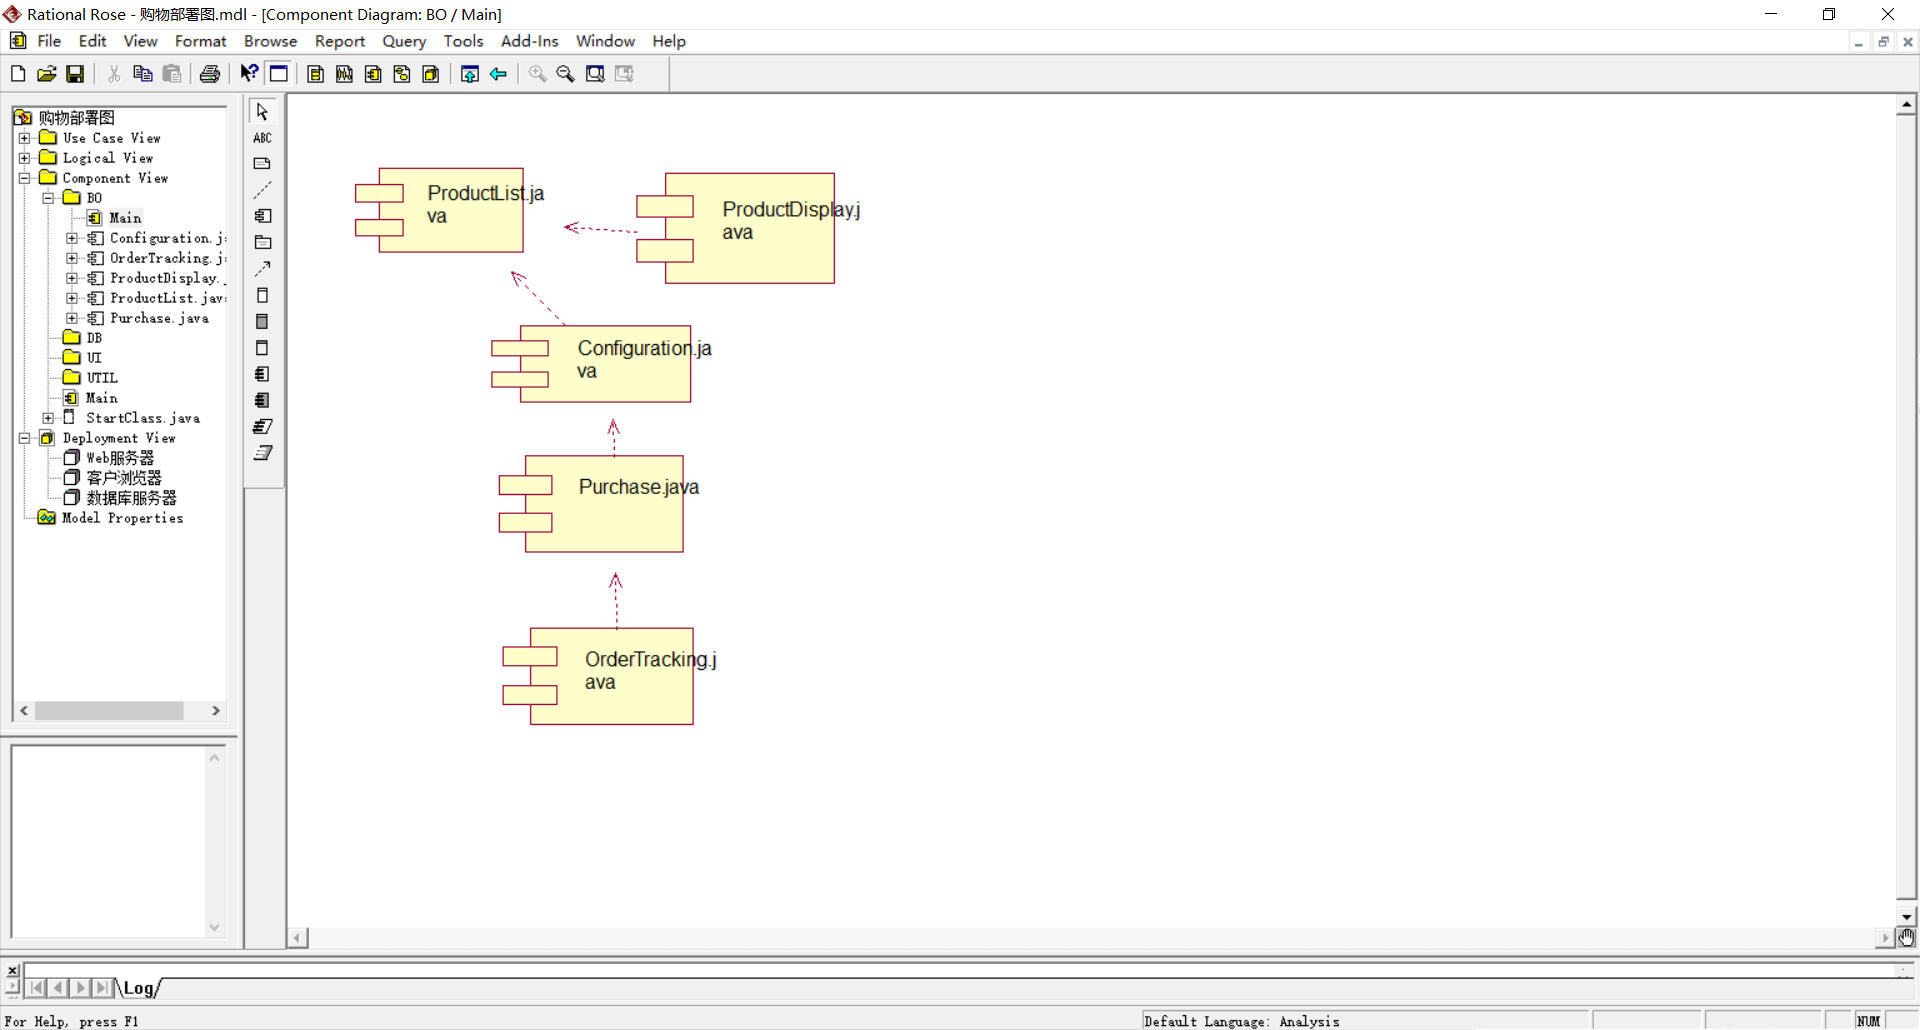 Rational Rose - 购物部署图.mdl - [Component Diagram: BO / Main]
File Edit View Format Browse Report Query Tools Add-Ins Window Help
购物部署图
Use Case View
Logical View
Component View
BO
Main
Configuration.j
OrderTracking.j
ProductDisplay.
ProductList.jav
Purchase.java
DB
UI
UTIL
Main
StartClass.java
Deployment View
Web服务器
客户浏览器
数据库服务器
Model Properties
ABC
ProductList.ja
va
ProductDisplay.j
ava
Configuration.ja
va
Purchase.java
OrderTracking.j
ava
Log
For Help, press F1
Default Language: Analysis
NUM